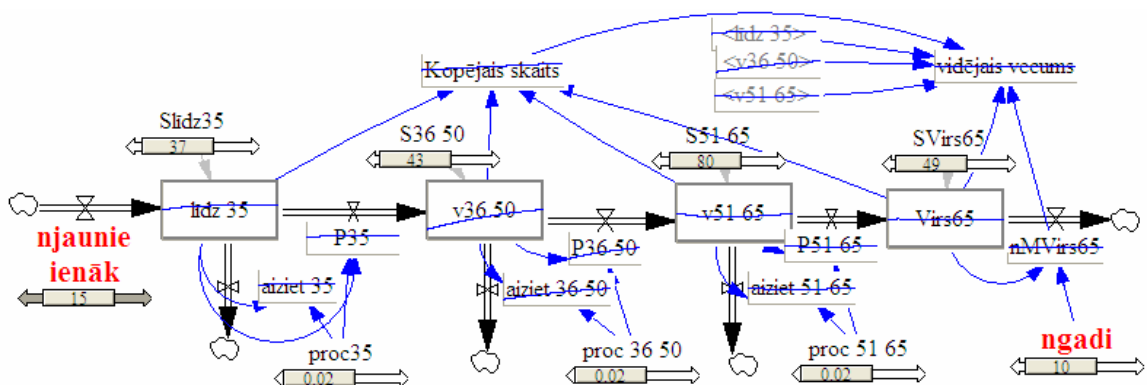 <līdz 35>
<v36 50>
<v51 65>
Kopējais skaits
vidējais vecums
Slīdz35
37
S36 50
43
S51 65
80
SVirs65
49
līdz 35
v36 50
v51 65
Virs65
P35
P36 50
P51 65
nMVirs65
njaunie
ienāk
15
aiziet 35
aiziet 36 50
aiziet 51 65
proc35
0.02
proc 36 50
0.02
proc 51 65
0.02
ngadi
10